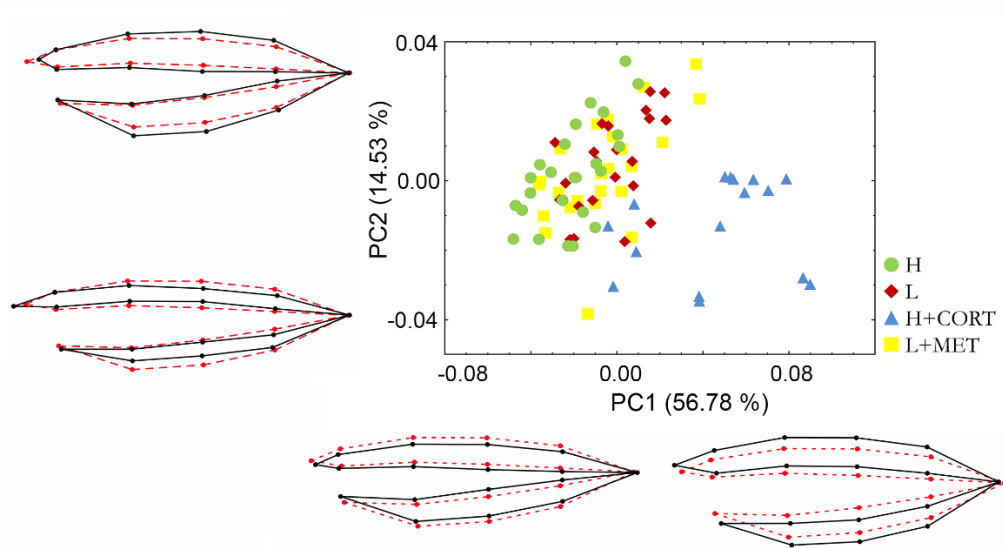 0.04
0.00
-0.04
PC2 (14.53 %)
-0.08
0.00
0.08
PC1 (56.78 %)
H
L
H+CORT
L+MET